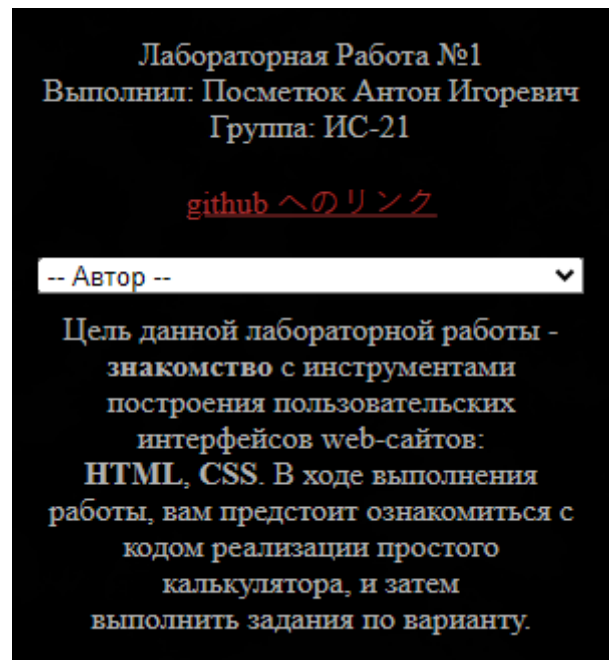 Лабораторная Работа №1
Выполнил: Посметюк Антон Игоревич
Группа: ИС-21
github へのリンク
-- Автор --
Цель данной лабораторной работы -
знакомство с инструментами
построения пользовательских
интерфейсов web-сайтов:
HTML, CSS. В ходе выполнения
работы, вам предстоит ознакомиться с
кодом реализации простого
калькулятора, и затем
выполнить задания по варианту.